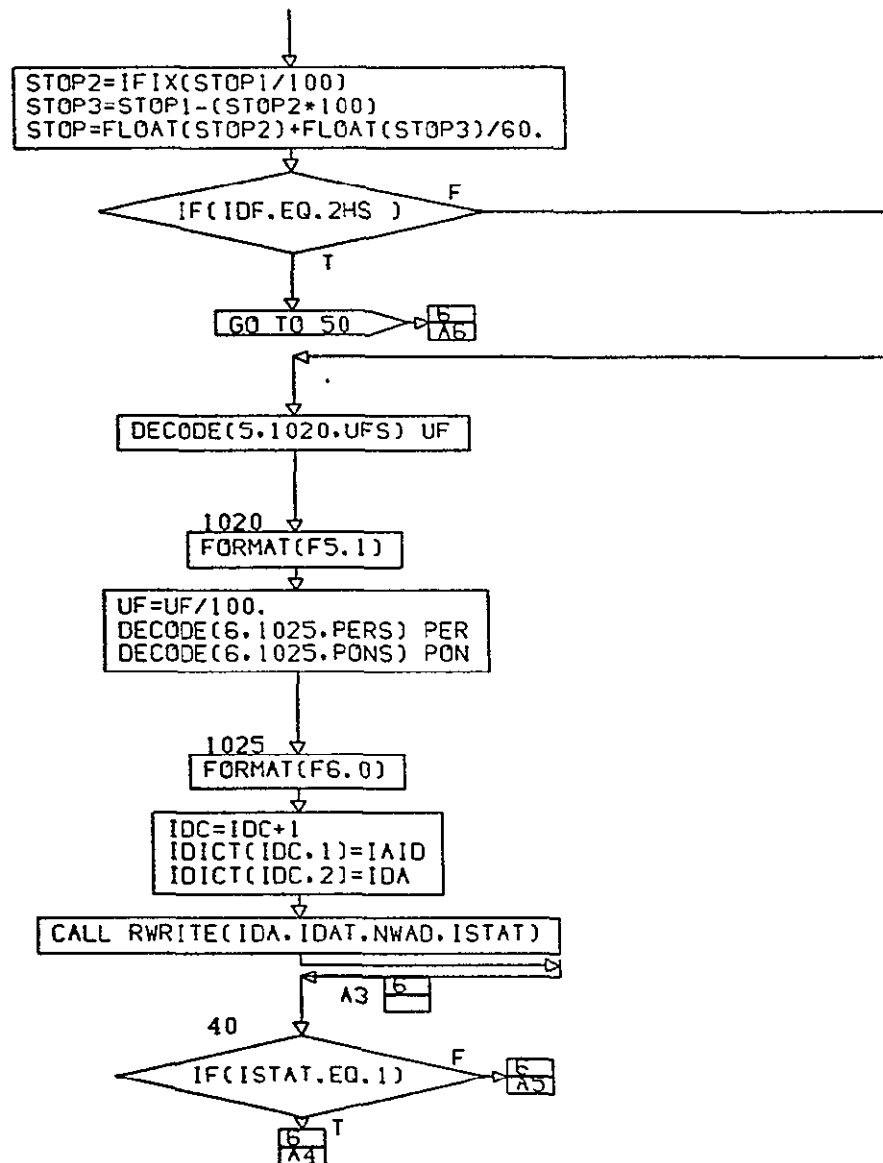 STOP2=IFIX(STOP1/100)
STOP3=STOP1-(STOP2*100)
STOP=FLOAT(STOP2)+FLOAT(STOP3)/60.
IF(IDF.EQ.2HS )
F
T
GO TO 50
6
A6
DECODE(5.1020.UFS) UF
1020
FORMAT(F5.1)
UF=UF/100.
DECODE(6.1025.PERS) PER
DECODE(6.1025.PONS) PON
1025
FORMAT(F6.0)
IDC=IDC+1
IDICT(IDC.1)=IAID
IDICT(IDC.2)=IDA
CALL RWRITE(IDA.IDAT.NWAD.ISTAT)
A3
6
40
IF(ISTAT.EQ.1)
F
6
A5
T
6
A4